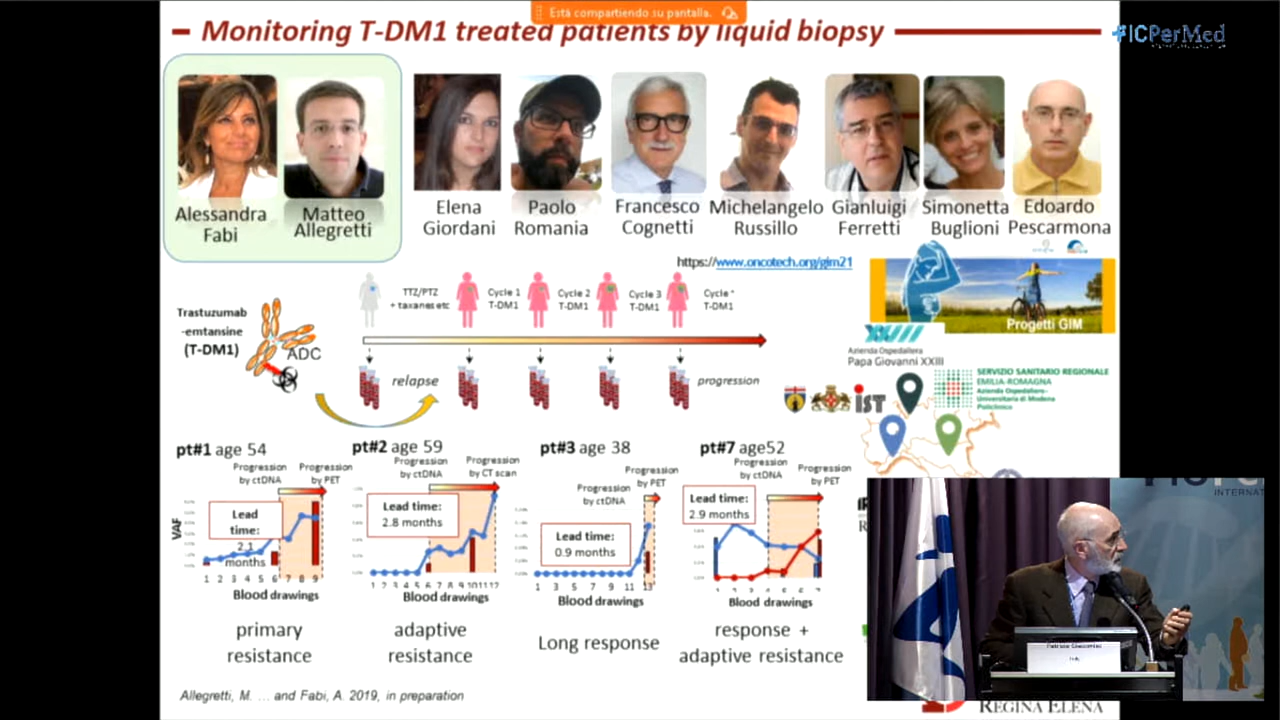 Está compartiendo su pantalla.
Monitoring T-DM1 treated patients by liquid biopsy
#ICPerMed
Alessandra
Fabi
Matteo
Allegretti
Elena
Giordani
Paolo
Romania
Francesco
Cognetti
Michelangelo
Russillo
Gianluigi
Ferretti
Simonetta
Buglioni
Edoardo
Pescarmona
https://www.oncotech.org/gim21
Progetti GIM
Trastuzumab
-emtansine
(T-DM1)
ADC
TTZ/PTZ
+ taxanes etc
Cycle 1
T-DM1
Cycle 2
T-DM1
Cycle 3
T-DM1
Cycle
T-DM1
relapse
progression
XXIII
Azienda Ospedaliera
Papa Giovanni XXIII
IST
SERVIZIO SANITARIO REGIONALE
EMILIA-ROMAGNA
Azienda Ospedaliero-
Universitaria di Modena
Policlinico
pt#1 age 54
Progression
by ctDNA
Progression
by PET
Lead
time:
2.1
months
VAF
1 2 3 4 5 6 7 8 9
Blood drawings
primary
resistance
pt#2 age 59
Progression
by ctDNA
Progression
by CT scan
Lead time:
2.8 months
1 2 3 4 5 6 7 8 9 10 11 12
Blood drawings
adaptive
resistance
pt#3 age 38
Progression
by ctDNA
Progression
by PET
Lead time:
0.9 months
1 3 5 7 9 11 13
Blood drawings
Long response
pt#7 age52
Progression
by ctDNA
Progression
by PET
Lead time:
2.9 months
Blood drawings
response +
adaptive resistance
INTERNAT
Allegretti, M. ... and Fabi, A. 2019, in preparation
REGINA ELENA